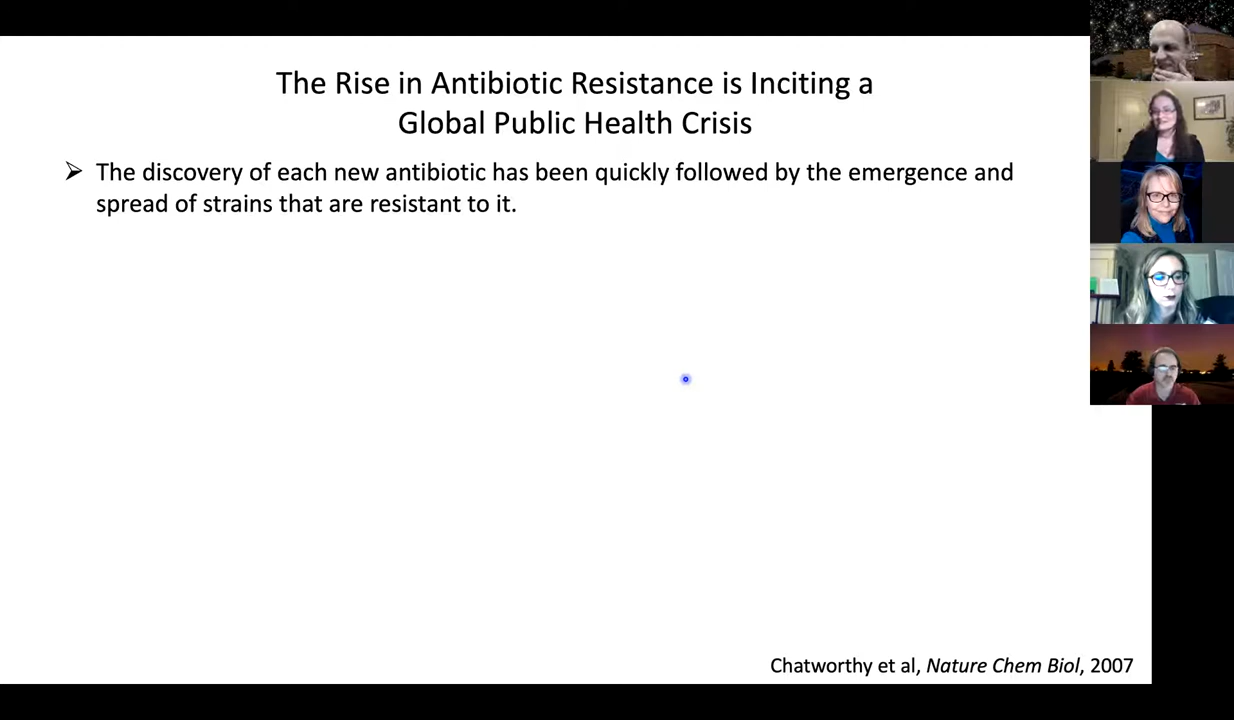 The Rise in Antibiotic Resistance is Inciting a
Global Public Health Crisis
➢ The discovery of each new antibiotic has been quickly followed by the emergence and
spread of strains that are resistant to it.
Chatworthy et al, Nature Chem Biol, 2007